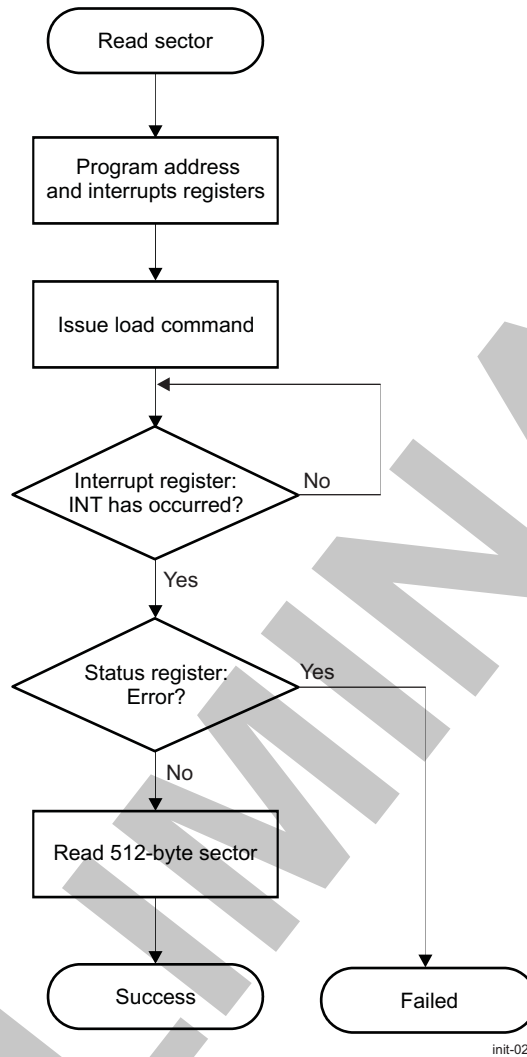 Read sector
Program address
and interrupts registers
Issue load command
Interrupt register:
INT has occurred?
No
Yes
Status register:
Error?
Yes
No
Read 512-byte sector
Success
Failed
init-02